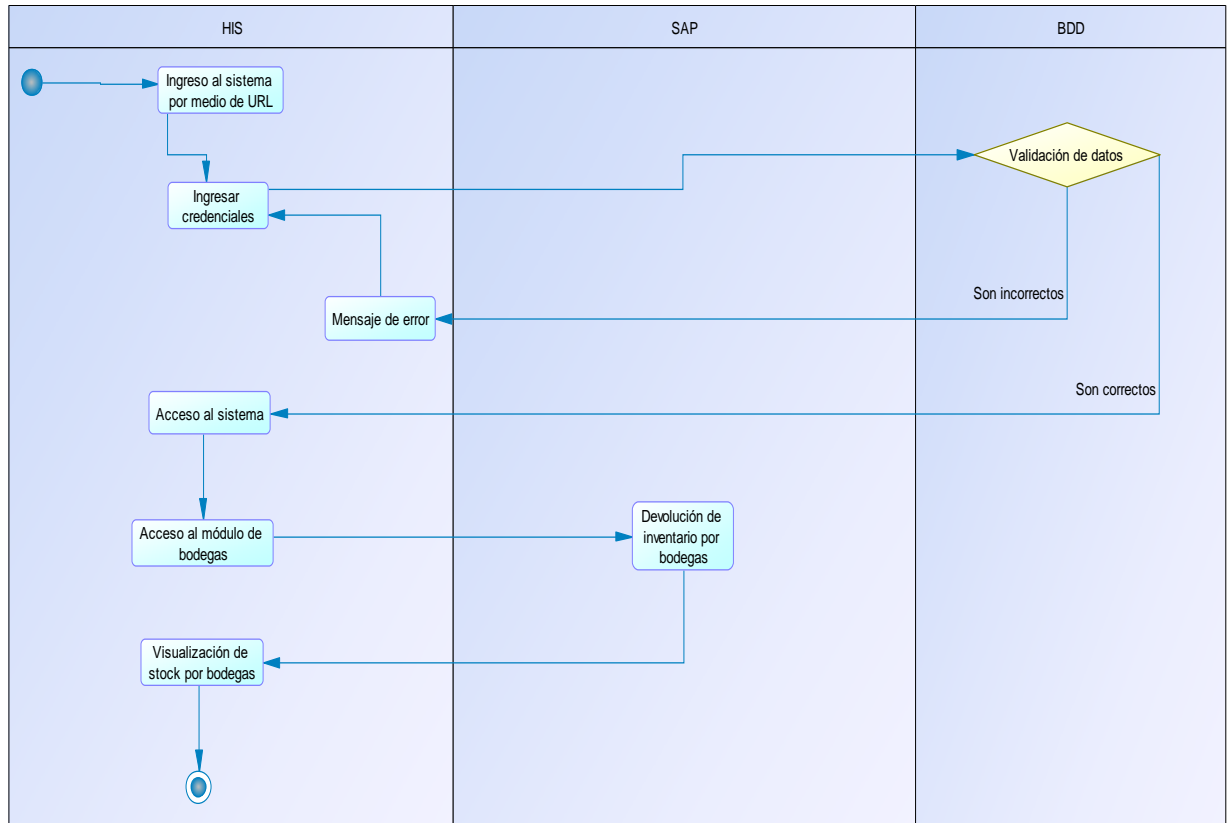 HIS
SAP
BDD
Ingreso al sistema
por medio de URL
Validación de datos
Ingresar
credenciales
Son incorrectos
Mensaje de error
Son correctos
Acceso al sistema
Acceso al módulo de
bodegas
Devolución de
inventario por
bodegas
Visualización de
stock por bodegas